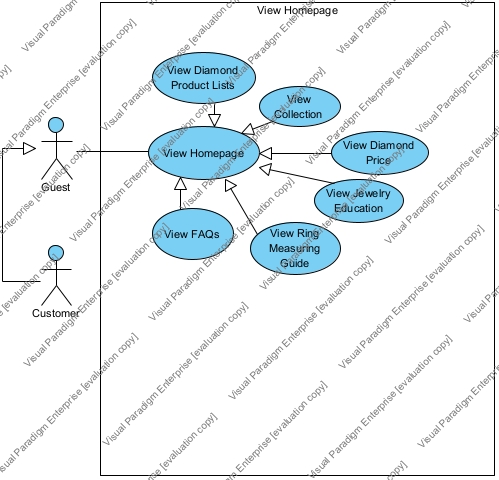 View Homepage
View Diamond
Product Lists
View
Collection
View Homepage
View Diamond
Price
View Jewelry
Education
View FAQs
View Ring
Measuring
Guide
Guest
Customer
Visual Paradigm Enterprise [evaluation copy]